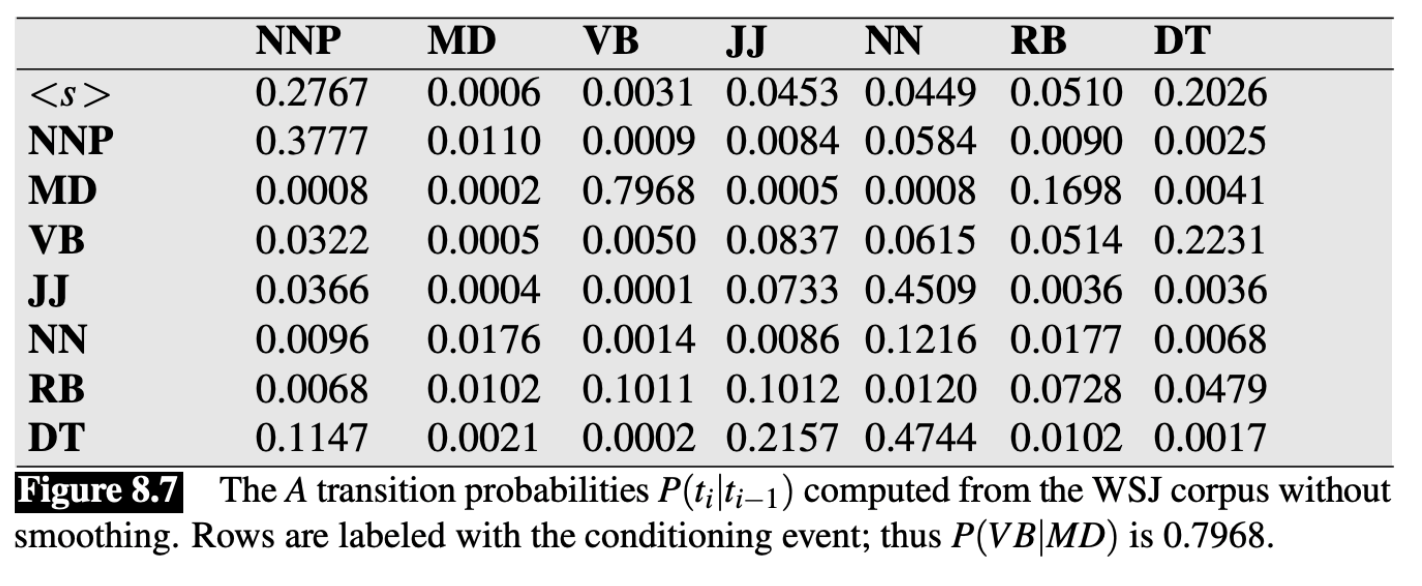 NNP MD VB JJ NN RB DT
<s> 0.2767 0.0006 0.0031 0.0453 0.0449 0.0510 0.2026
NNP 0.3777 0.0110 0.0009 0.0084 0.0584 0.0090 0.0025
MD 0.0008 0.0002 0.7968 0.0005 0.0008 0.1698 0.0041
VB 0.0322 0.0005 0.0050 0.0837 0.0615 0.0514 0.2231
JJ 0.0366 0.0004 0.0001 0.0733 0.4509 0.0036 0.0036
NN 0.0096 0.0176 0.0014 0.0086 0.1216 0.0177 0.0068
RB 0.0068 0.0102 0.1011 0.1012 0.0120 0.0728 0.0479
DT 0.1147 0.0021 0.0002 0.2157 0.4744 0.0102 0.0017
Figure 8.7 The A transition probabilities P(tᵢ|tᵢ₋₁) computed from the WSJ corpus without
smoothing. Rows are labeled with the conditioning event; thus P(VB|MD) is 0.7968.